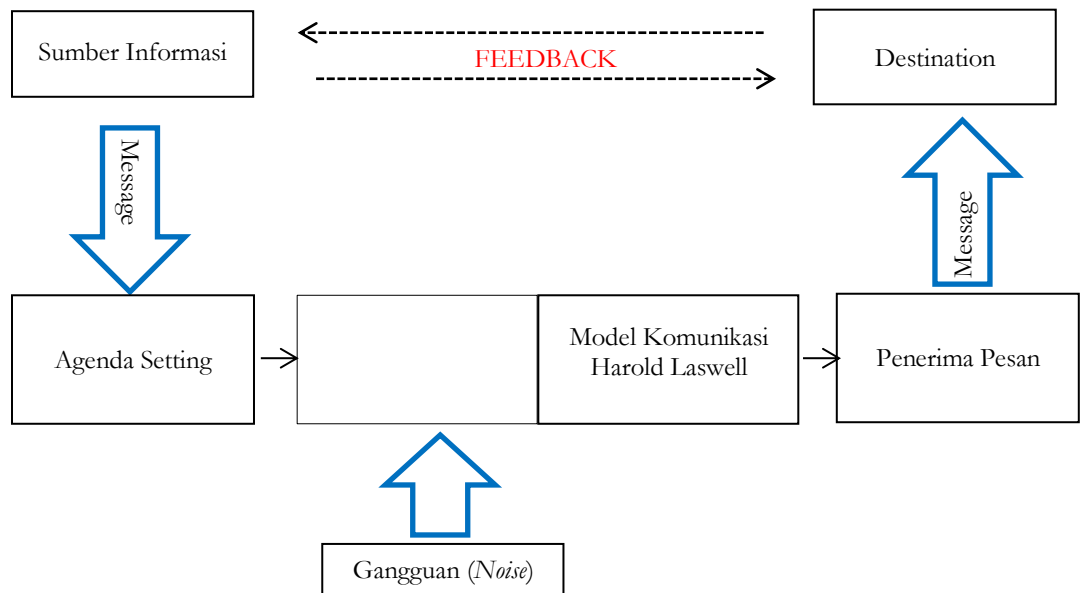 Sumber Informasi
FEEDBACK
Destination
Message
Message
Agenda Setting
Model Komunikasi
Harold Laswell
Penerima Pesan
Gangguan (Noise)